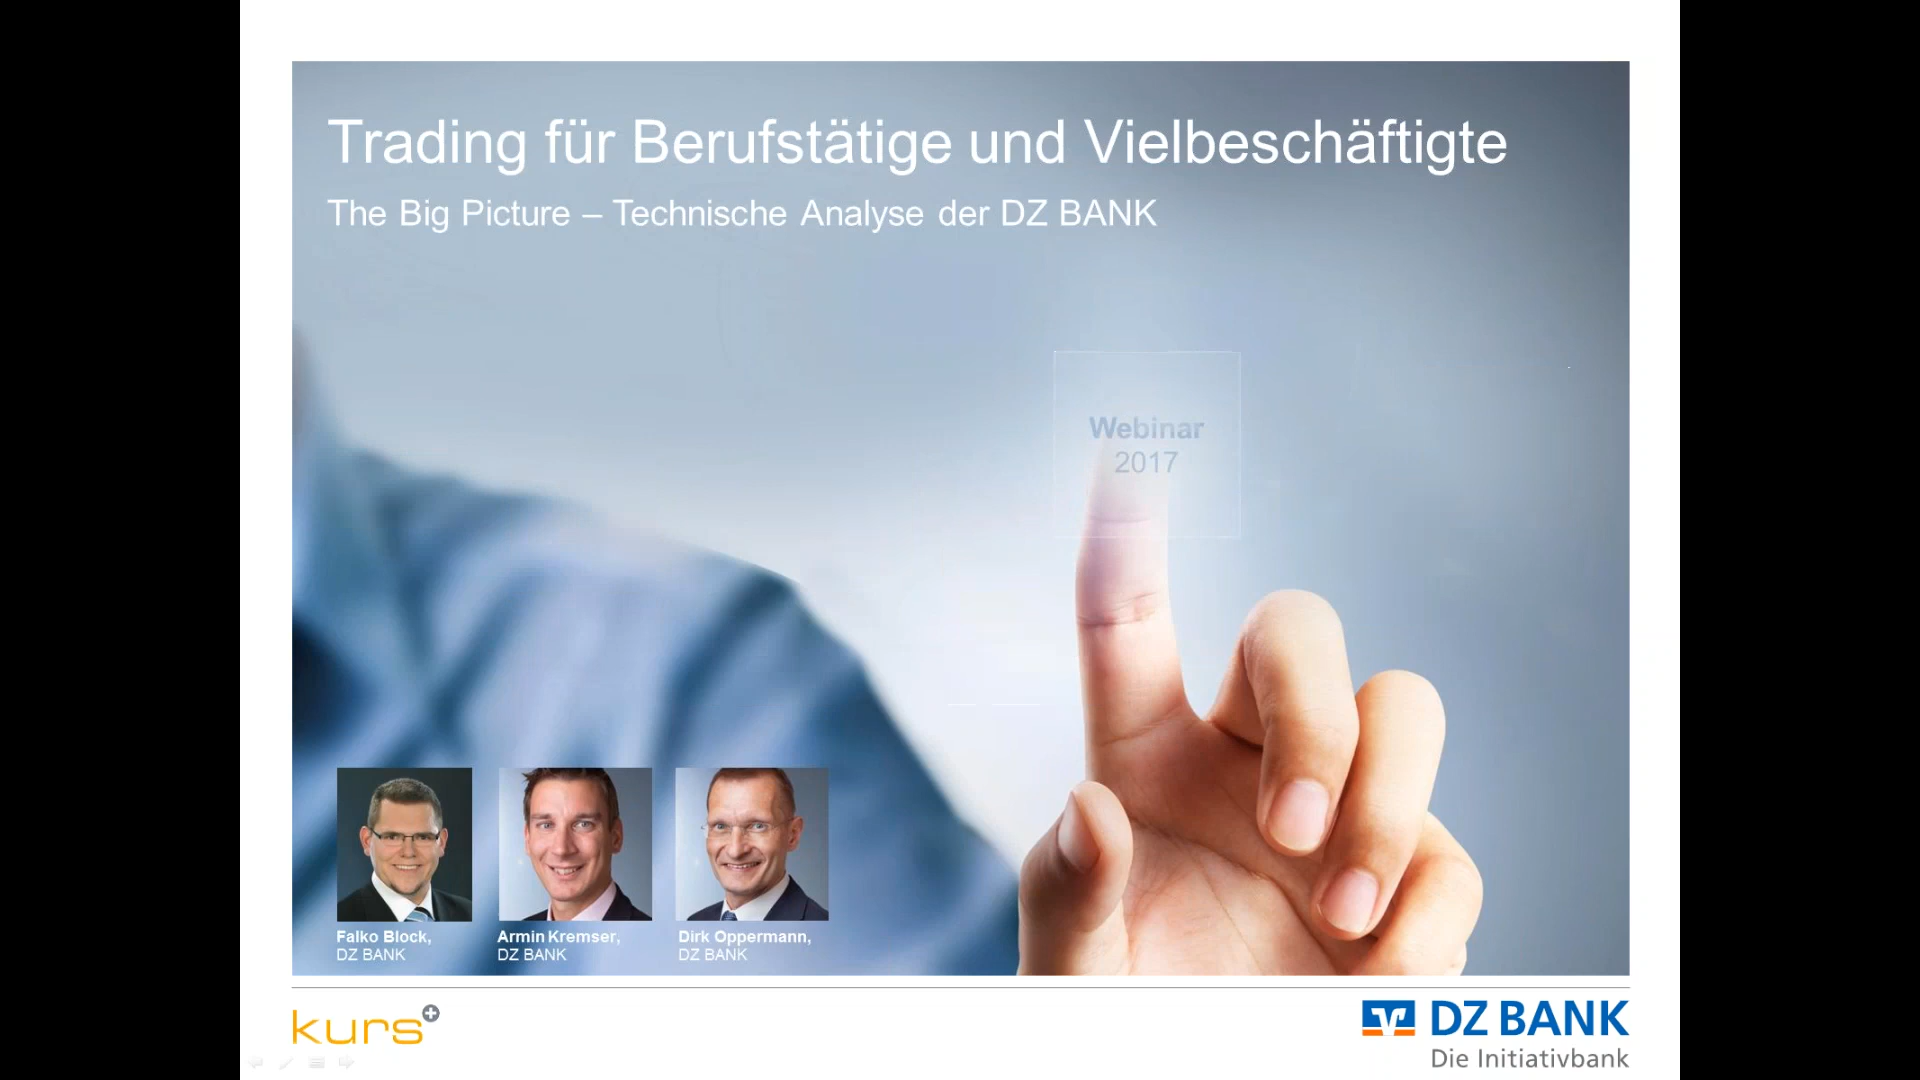 Trading für Berufstätige und Vielbeschäftigte
The Big Picture – Technische Analyse der DZ BANK
Webinar
2017
Falko Block,
DZ BANK
Armin Kremser,
DZ BANK
Dirk Oppermann,
DZ BANK
kurs+
DZ BANK
Die Initiativbank